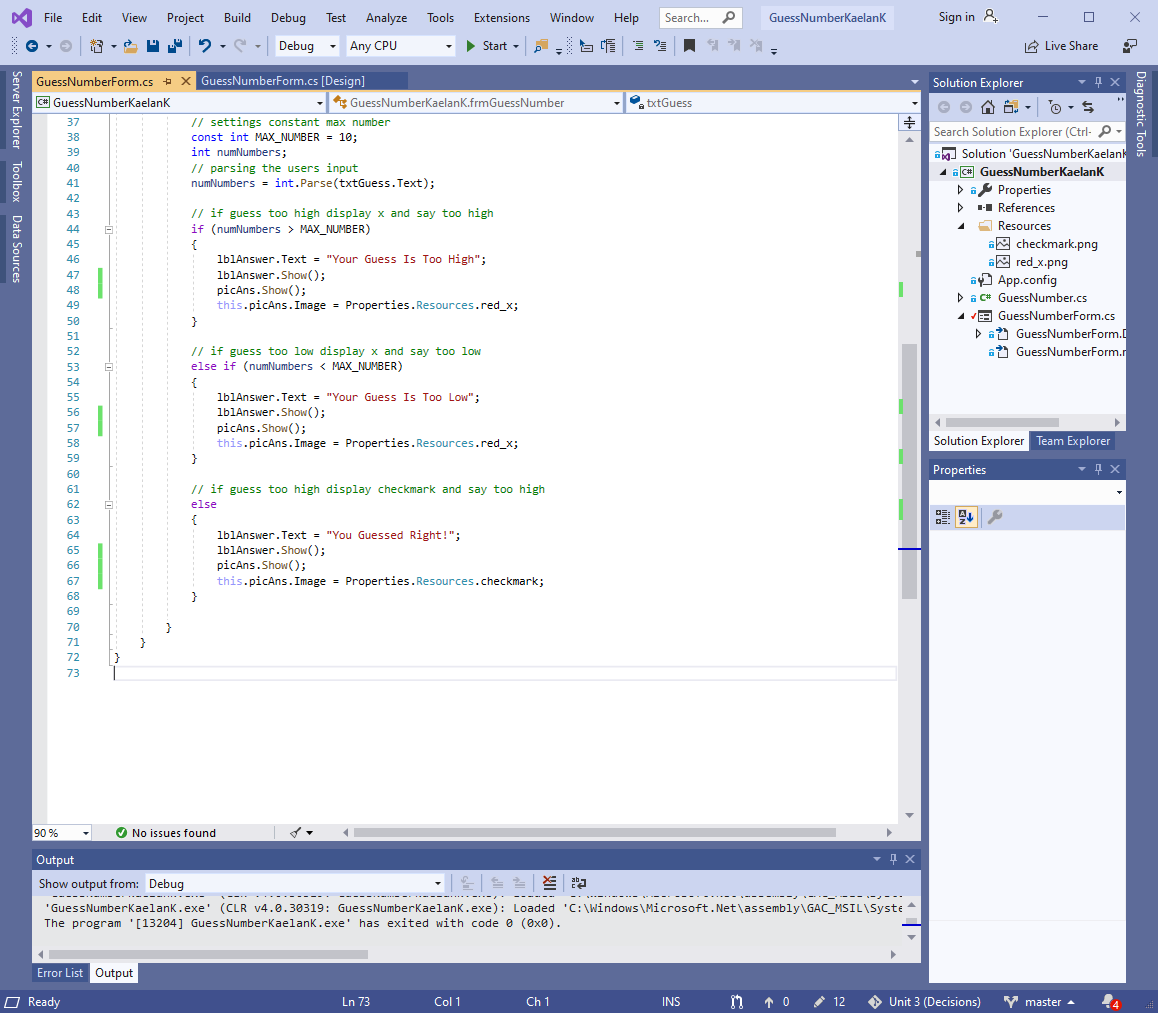 File Edit View Project Build Debug Test Analyze Tools Extensions Window Help Search... GuessNumberKaelanK Sign in
Debug Any CPU Start Live Share
Server Explorer
Toolbox
Data Sources
GuessNumberForm.cs GuessNumberForm.cs [Design]
GuessNumberKaelanK GuessNumberKaelanK.frmGuessNumber txtGuess
37 // settings constant max number
38 const int MAX_NUMBER = 10;
39 int numNumbers;
40 // parsing the users input
41 numNumbers = int.Parse(txtGuess.Text);
42
43 // if guess too high display x and say too high
44 if (numNumbers > MAX_NUMBER)
45 {
46 lblAnswer.Text = "Your Guess Is Too High";
47 lblAnswer.Show();
48 picAns.Show();
49 this.picAns.Image = Properties.Resources.red_x;
50 }
51
52 // if guess too low display x and say too low
53 else if (numNumbers < MAX_NUMBER)
54 {
55 lblAnswer.Text = "Your Guess Is Too Low";
56 lblAnswer.Show();
57 picAns.Show();
58 this.picAns.Image = Properties.Resources.red_x;
59 }
60
61 // if guess too high display checkmark and say too high
62 else
63 {
64 lblAnswer.Text = "You Guessed Right!";
65 lblAnswer.Show();
66 picAns.Show();
67 this.picAns.Image = Properties.Resources.checkmark;
68 }
69
70 }
71 }
72 }
73
90 % No issues found
Output
Show output from: Debug
'GuessNumberKaelanK.exe' (CLR v4.0.30319: GuessNumberKaelanK.exe): Loaded 'C:\Windows\Microsoft.Net\assembly\GAC_MSIL\Syste
The program '[13204] GuessNumberKaelanK.exe' has exited with code 0 (0x0).
Error List Output
Solution Explorer
Search Solution Explorer (Ctrl-
Solution 'GuessNumberKaelanK
C# GuessNumberKaelanK
Properties
References
Resources
checkmark.png
red_x.png
App.config
C# GuessNumber.cs
GuessNumberForm.cs
GuessNumberForm.D
GuessNumberForm.r
Solution Explorer Team Explorer
Properties
Diagnostic Tools
Ready Ln 73 Col 1 Ch 1 INS 0 12 Unit 3 (Decisions) master 4